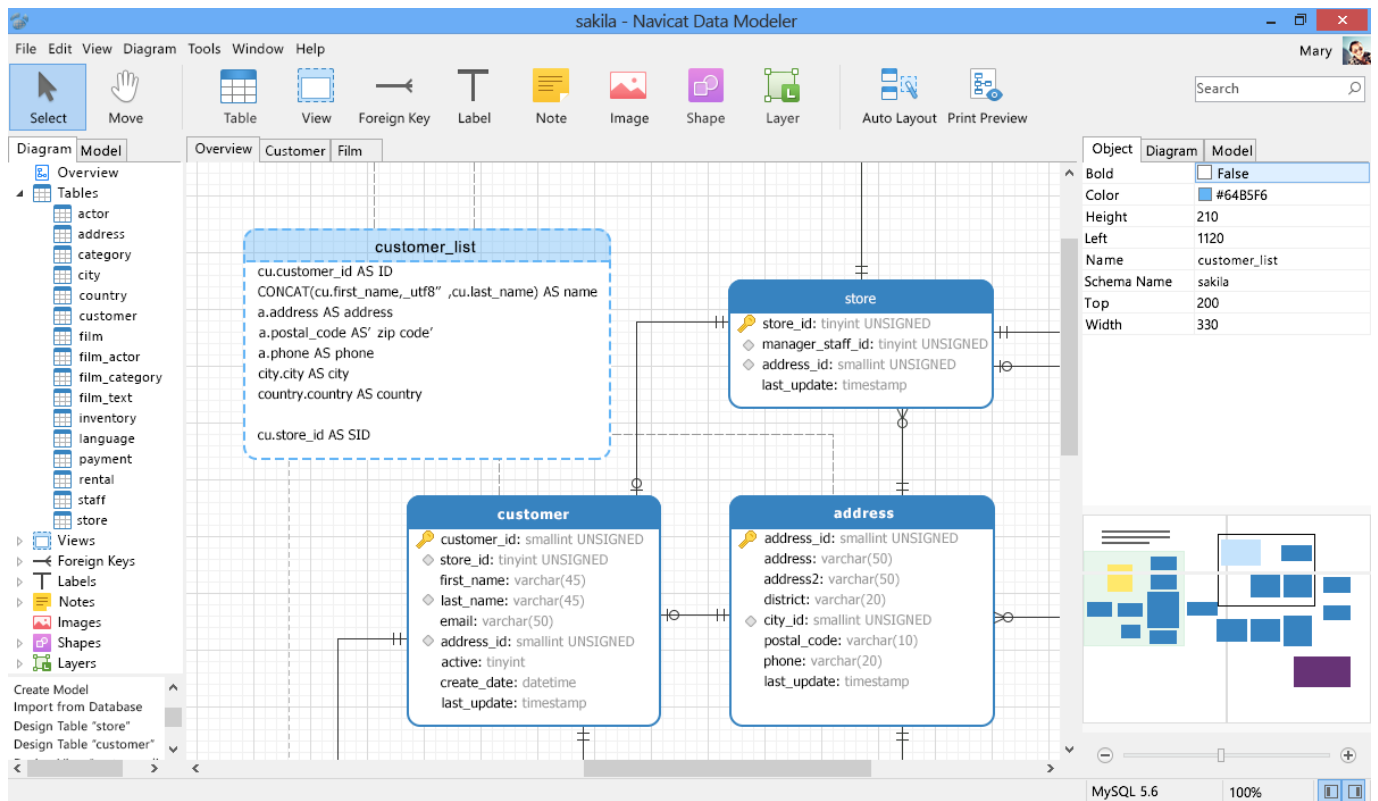 sakila - Navicat Data Modeler
File Edit View Diagram Tools Window Help
Mary
Select Move Table View Foreign Key Label Note Image Shape Layer Auto Layout Print Preview
Search
Diagram Model
Overview
Tables
actor
address
category
city
country
customer
film
film_actor
film_category
film_text
inventory
language
payment
rental
staff
store
Views
Foreign Keys
Labels
Notes
Images
Shapes
Layers
Create Model
Import from Database
Design Table "store"
Design Table "customer"
Overview Customer Film
customer_list
cu.customer_id AS ID
CONCAT(cu.first_name,_utf8” ,cu.last_name) AS name
a.address AS address
a.postal_code AS’ zip code’
a.phone AS phone
city.city AS city
country.country AS country
cu.store_id AS SID
store
store_id: tinyint UNSIGNED
manager_staff_id: tinyint UNSIGNED
address_id: smallint UNSIGNED
last_update: timestamp
customer
customer_id: smallint UNSIGNED
store_id: tinyint UNSIGNED
first_name: varchar(45)
last_name: varchar(45)
email: varchar(50)
address_id: smallint UNSIGNED
active: tinyint
create_date: datetime
last_update: timestamp
address
address_id: smallint UNSIGNED
address: varchar(50)
address2: varchar(50)
district: varchar(20)
city_id: smallint UNSIGNED
postal_code: varchar(10)
phone: varchar(20)
last_update: timestamp
Object Diagram Model
Bold False
Color #64B5F6
Height 210
Left 1120
Name customer_list
Schema Name sakila
Top 200
Width 330
MySQL 5.6 100%